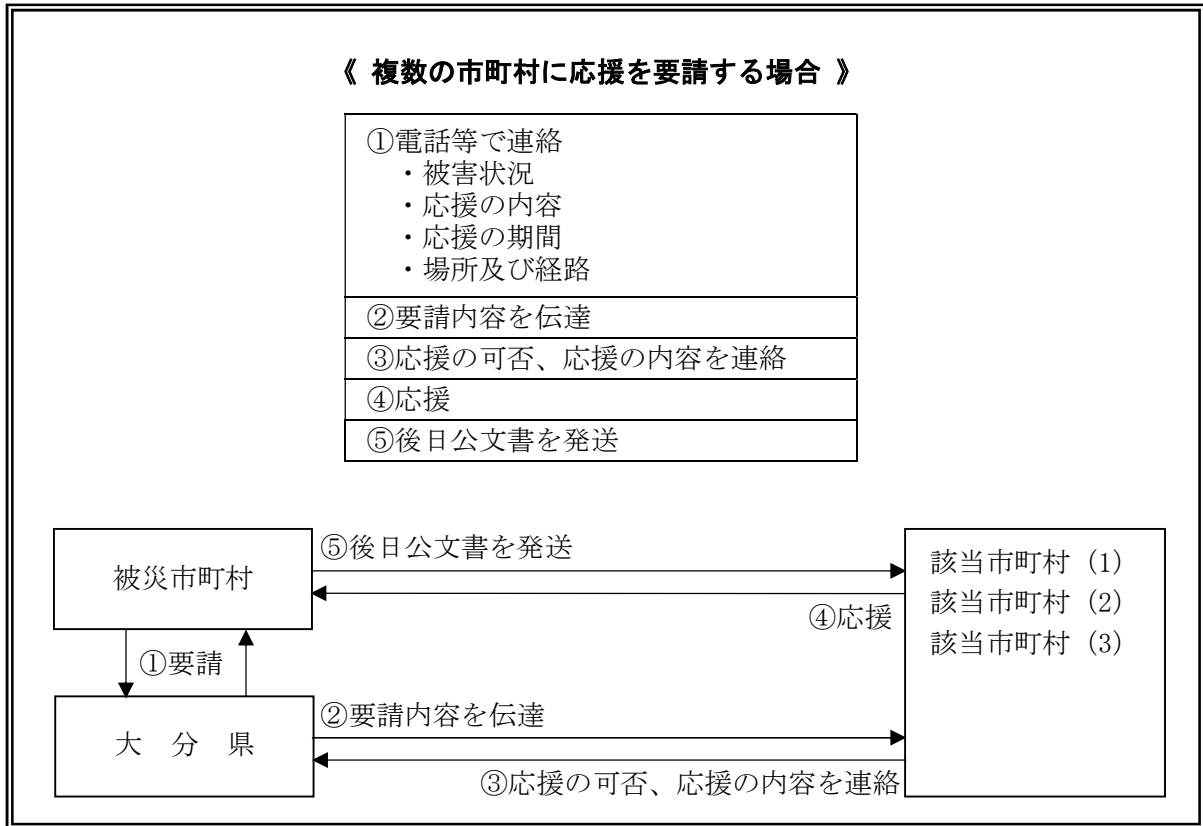 《 複数の市町村に応援を要請する場合 》
①電話等で連絡
・被害状況
・応援の内容
・応援の期間
・場所及び経路
②要請内容を伝達
③応援の可否、応援の内容を連絡
④応援
⑤後日公文書を発送
被災市町村
⑤後日公文書を発送
④応援
該当市町村 (1)
該当市町村 (2)
該当市町村 (3)
①要請
大 分 県
②要請内容を伝達
③応援の可否、応援の内容を連絡